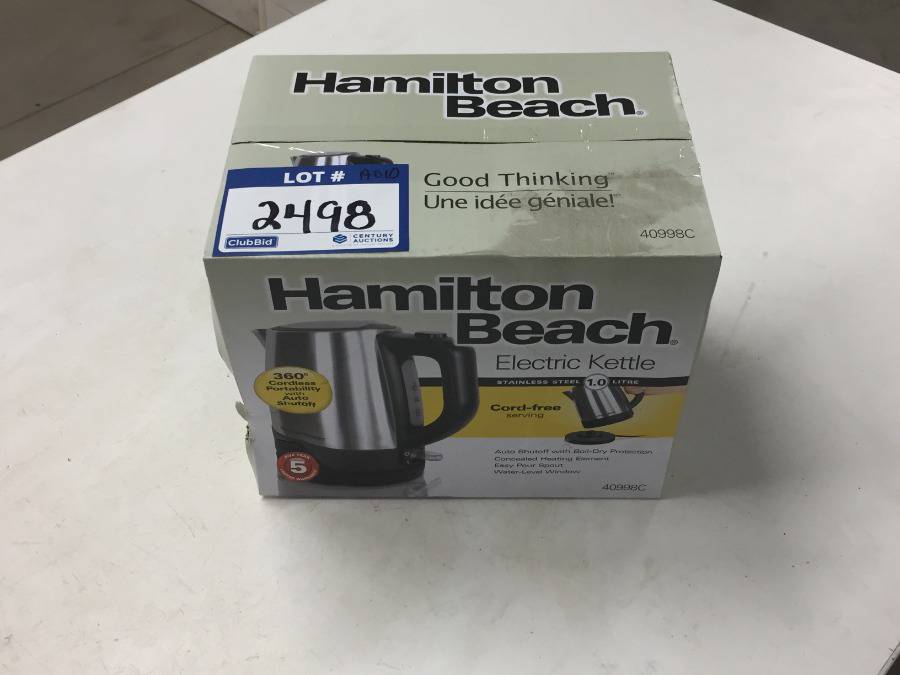 Hamilton
Beach®
LOT # A010
2498
ClubBid
CENTURY
AUCTIONS
Good Thinking™
Une idée géniale!
40998C
Hamilton
Beach®
Electric Kettle
STAINLESS STEEL 1.0 LITRE
360°
Cordless
Portability
with
Auto
Shutoff
Cord-free
serving
Auto Shutoff with Boil-Dry Protection
Concealed Heating Element
Easy Pour Spout
Water-Level Window
5
40998C